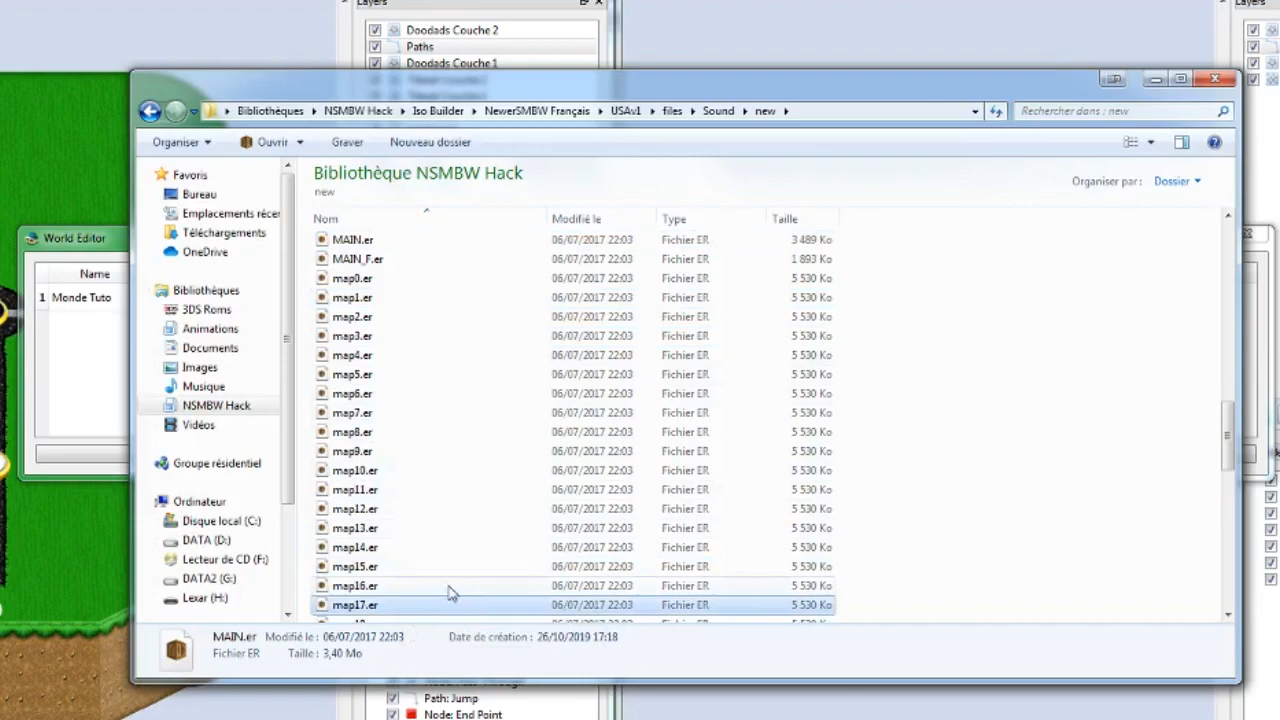 Layers
Layers
Doodads Couche 2
Paths
Doodads Couche 1
Bibliothèques NSMBW Hack Iso Builder NewerSMBW Français USAv1 files Sound new
Rechercher dans : new
Organiser Ouvrir Graver Nouveau dossier
Bibliothèque NSMBW Hack
new
Organiser par : Dossier
Nom Modifié le Type Taille
MAIN.er 06/07/2017 22:03 Fichier ER 3 489 Ko
MAIN_F.er 06/07/2017 22:03 Fichier ER 1 893 Ko
map0.er 06/07/2017 22:03 Fichier ER 5 530 Ko
map1.er 06/07/2017 22:03 Fichier ER 5 530 Ko
map2.er 06/07/2017 22:03 Fichier ER 5 530 Ko
map3.er 06/07/2017 22:03 Fichier ER 5 530 Ko
map4.er 06/07/2017 22:03 Fichier ER 5 530 Ko
map5.er 06/07/2017 22:03 Fichier ER 5 530 Ko
map6.er 06/07/2017 22:03 Fichier ER 5 530 Ko
map7.er 06/07/2017 22:03 Fichier ER 5 530 Ko
map8.er 06/07/2017 22:03 Fichier ER 5 530 Ko
map9.er 06/07/2017 22:03 Fichier ER 5 530 Ko
map10.er 06/07/2017 22:03 Fichier ER 5 530 Ko
map11.er 06/07/2017 22:03 Fichier ER 5 530 Ko
map12.er 06/07/2017 22:03 Fichier ER 5 530 Ko
map13.er 06/07/2017 22:03 Fichier ER 5 530 Ko
map14.er 06/07/2017 22:03 Fichier ER 5 530 Ko
map15.er 06/07/2017 22:03 Fichier ER 5 530 Ko
map16.er 06/07/2017 22:03 Fichier ER 5 530 Ko
map17.er 06/07/2017 22:03 Fichier ER 5 530 Ko
Favoris
Bureau
Emplacements récer
Téléchargements
OneDrive
Bibliothèques
3DS Roms
Animations
Documents
Images
Musique
NSMBW Hack
Vidéos
Groupe résidentiel
Ordinateur
Disque local (C:)
DATA (D:)
Lecteur de CD (F:)
DATA2 (G:)
Lexar (H:)
World Editor
Name
1 Monde Tuto
MAIN.er Modifié le : 06/07/2017 22:03 Date de création : 26/10/2019 17:18
Fichier ER Taille : 3,40 Mo
Path: Jump
Node: End Point